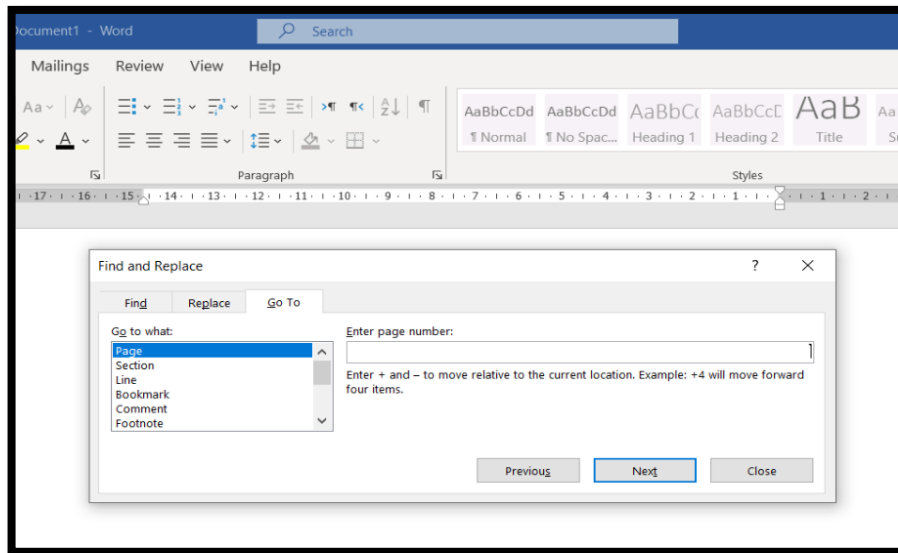 Document1 - Word
Search
Mailings Review View Help
Aa
A
AaBbCcDd AaBbCcDd AaBbCc AaBbCcD AaB Aa
¶ Normal ¶ No Spac... Heading 1 Heading 2 Title
Paragraph Styles
17 16 15 14 13 12 11 10 9 8 7 6 5 4 3 2 1 1 2
Find and Replace ?
Find Replace Go To
Go to what: Enter page number:
Page
Section
Line
Bookmark
Comment
Footnote
Enter + and – to move relative to the current location. Example: +4 will move forward
four items.
Previous Next Close